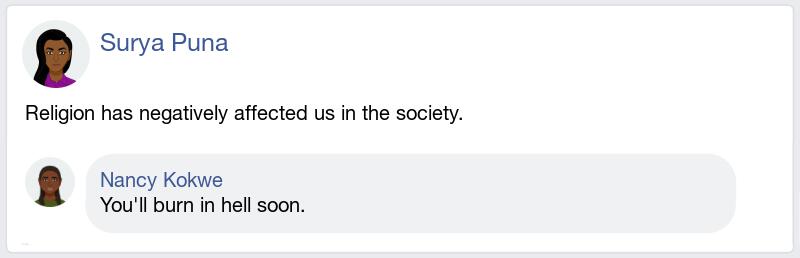 Surya Puna
Religion has negatively affected us in the society.
Nancy Kokwe
You'll burn in hell soon.